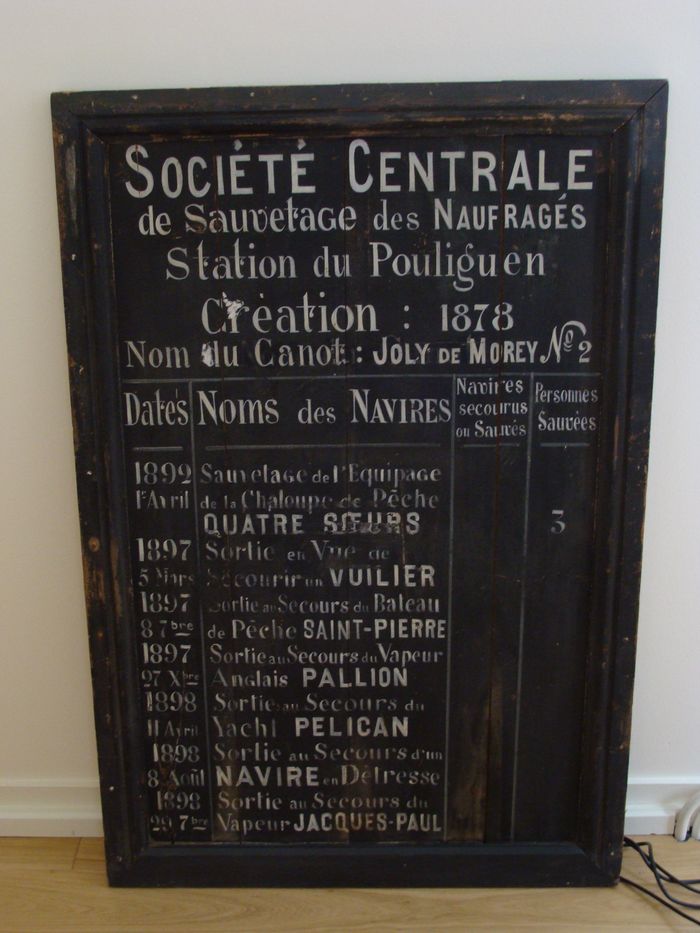 SOCIÉTÉ CENTRALE
de Sauvetage des NAUFRAGÉS
Station du Pouliguen
Création : 1878
Nom du Canot : JOLY DE MOREY No 2
Dates Noms des NAVIRES Navires secourus ou Sauvés Personnes Sauvées
1892 Sauvetage de l'Equipage
1er Avril de la Chaloupe de Pêche
QUATRE SŒURS 3
1897 Sortie en Vue de
5 Mars Secourir un VUILIER
1897 Sortie au Secours du Bateau
8 7bre de Pêche SAINT-PIERRE
1897 Sortie au Secours du Vapeur
27 Xbre Anglais PALLION
1898 Sortie au Secours du
11 Avril Yacht PELICAN
1898 Sortie au Secours d'un
8 Août NAVIRE en Détresse
1898 Sortie au Secours du
29 7bre Vapeur JACQUES-PAUL